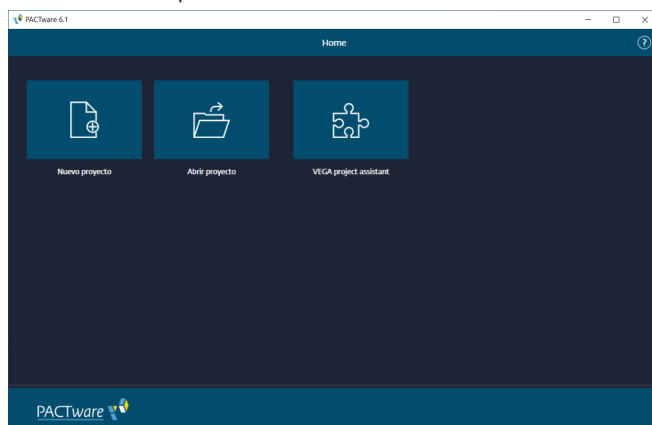 PACTware 6.1
Home
?
Nuevo proyecto
Abrir proyecto
VEGA project assistant
PACTware